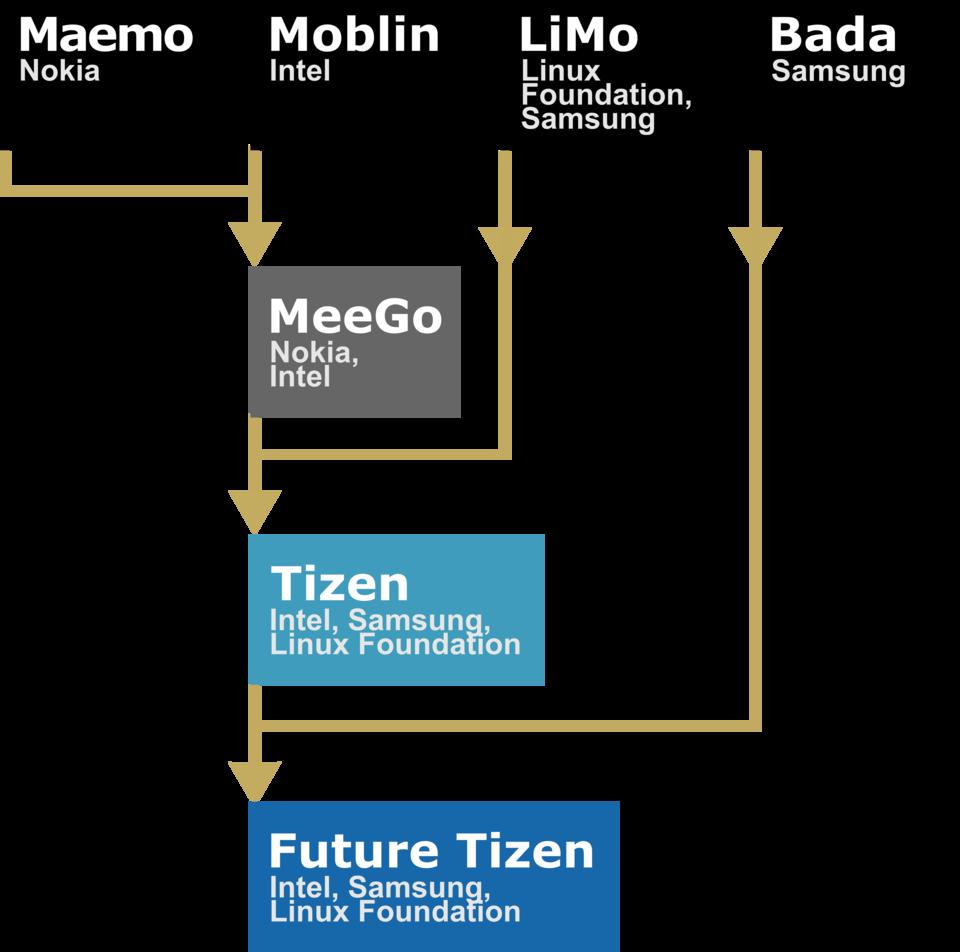 Maemo
Nokia
Moblin
Intel
LiMo
Linux
Foundation,
Samsung
Bada
Samsung
MeeGo
Nokia,
Intel
Tizen
Intel, Samsung,
Linux Foundation
Future Tizen
Intel, Samsung,
Linux Foundation